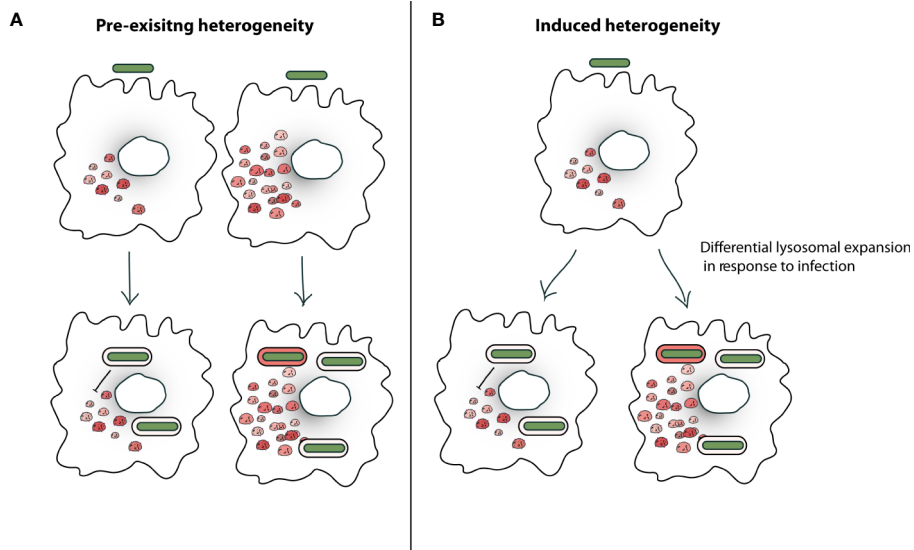 A
Pre-exisitng heterogeneity
B
Induced heterogeneity
Differential lysosomal expansion
in response to infection